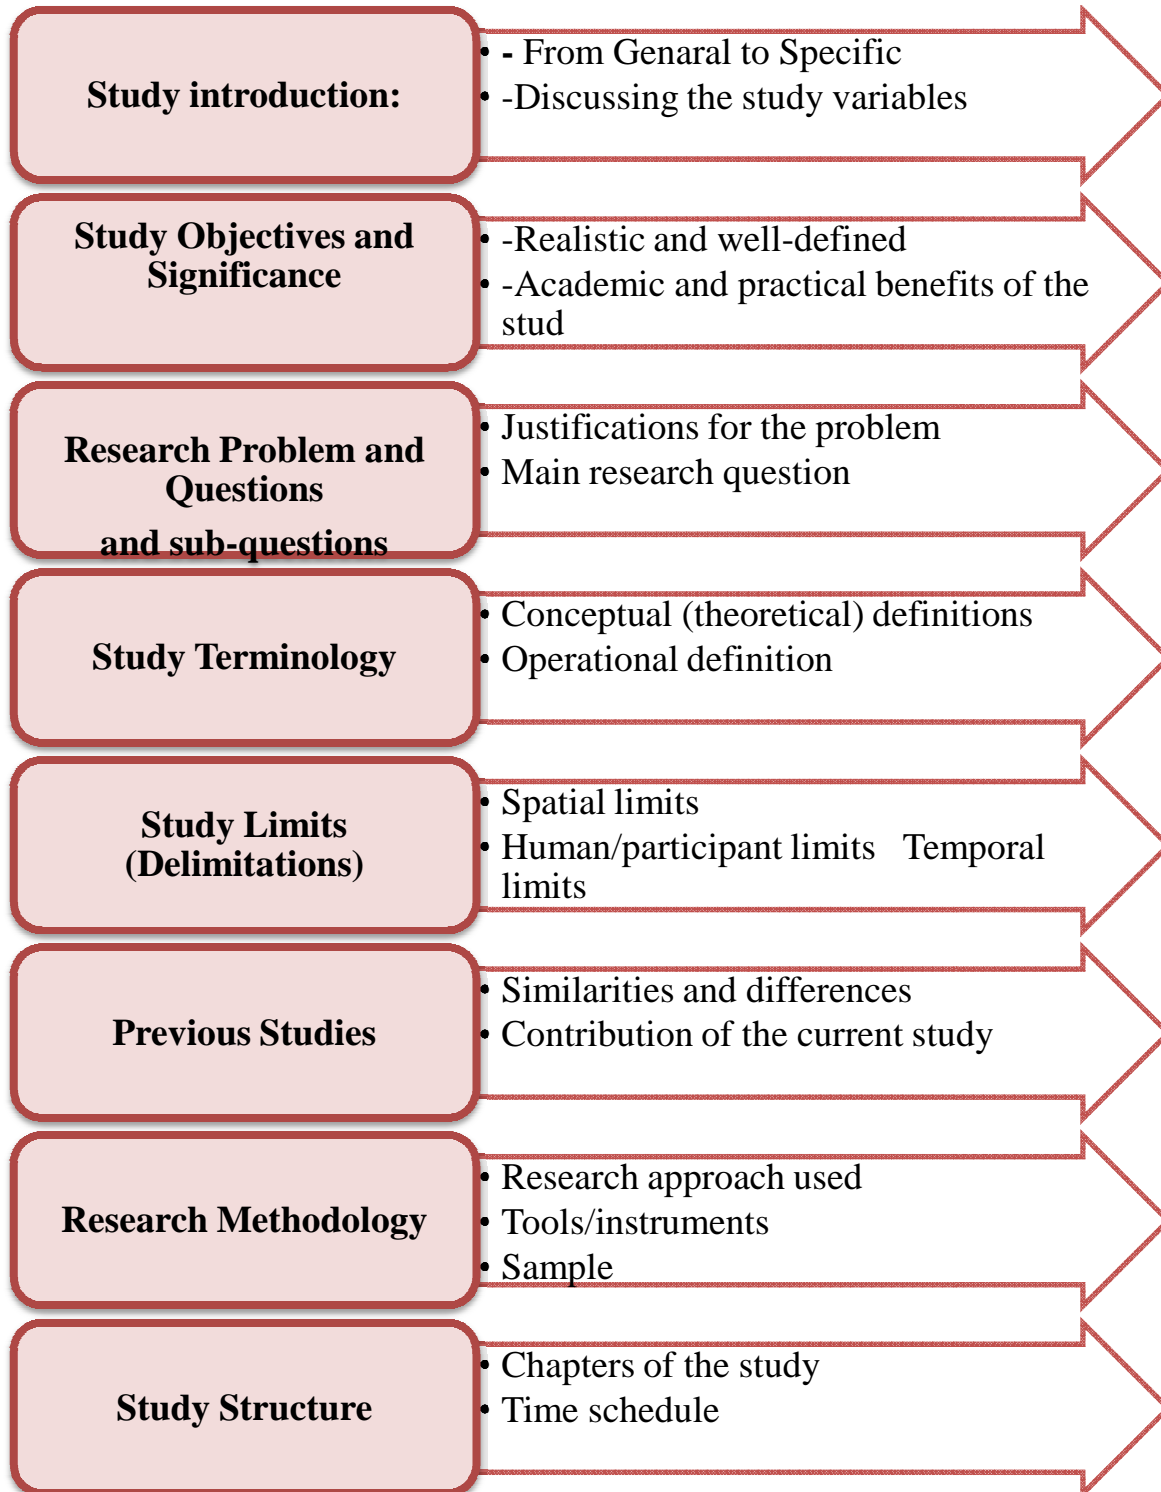 Study introduction:
• - From Genaral to Specific
• -Discussing the study variables
Study Objectives and
Significance
• -Realistic and well-defined
• -Academic and practical benefits of the
stud
Research Problem and
Questions
and sub-questions
• Justifications for the problem
• Main research question
Study Terminology
• Conceptual (theoretical) definitions
• Operational definition
Study Limits
(Delimitations)
• Spatial limits
• Human/participant limits Temporal
limits
Previous Studies
• Similarities and differences
• Contribution of the current study
Research Methodology
• Research approach used
• Tools/instruments
• Sample
Study Structure
• Chapters of the study
• Time schedule